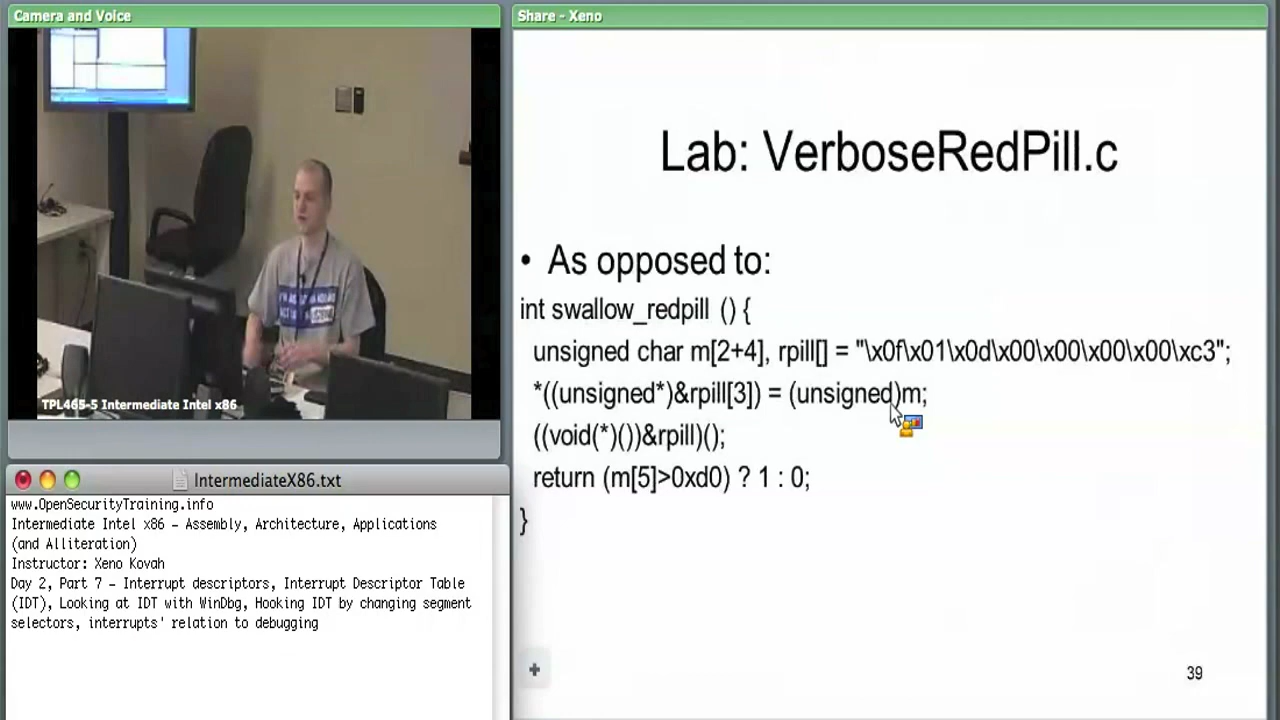 Camera and Voice
TPL465-5 Intermediate Intel x86
IntermediateX86.txt
www.OpenSecurityTraining.info
Intermediate Intel x86 – Assembly, Architecture, Applications
(and Alliteration)
Instructor: Xeno Kovah
Day 2, Part 7 – Interrupt descriptors, Interrupt Descriptor Table
(IDT), Looking at IDT with WinDbg, Hooking IDT by changing segment
selectors, interrupts' relation to debugging
Share - Xeno
Lab: VerboseRedPill.c
• As opposed to:
int swallow_redpill () {
unsigned char m[2+4], rpill[] = "\x0f\x01\x0d\x00\x00\x00\x00\xc3";
*((unsigned*)&rpill[3]) = (unsigned)m;
((void(*)())&rpill)();
return (m[5]>0xd0) ? 1 : 0;
}
39